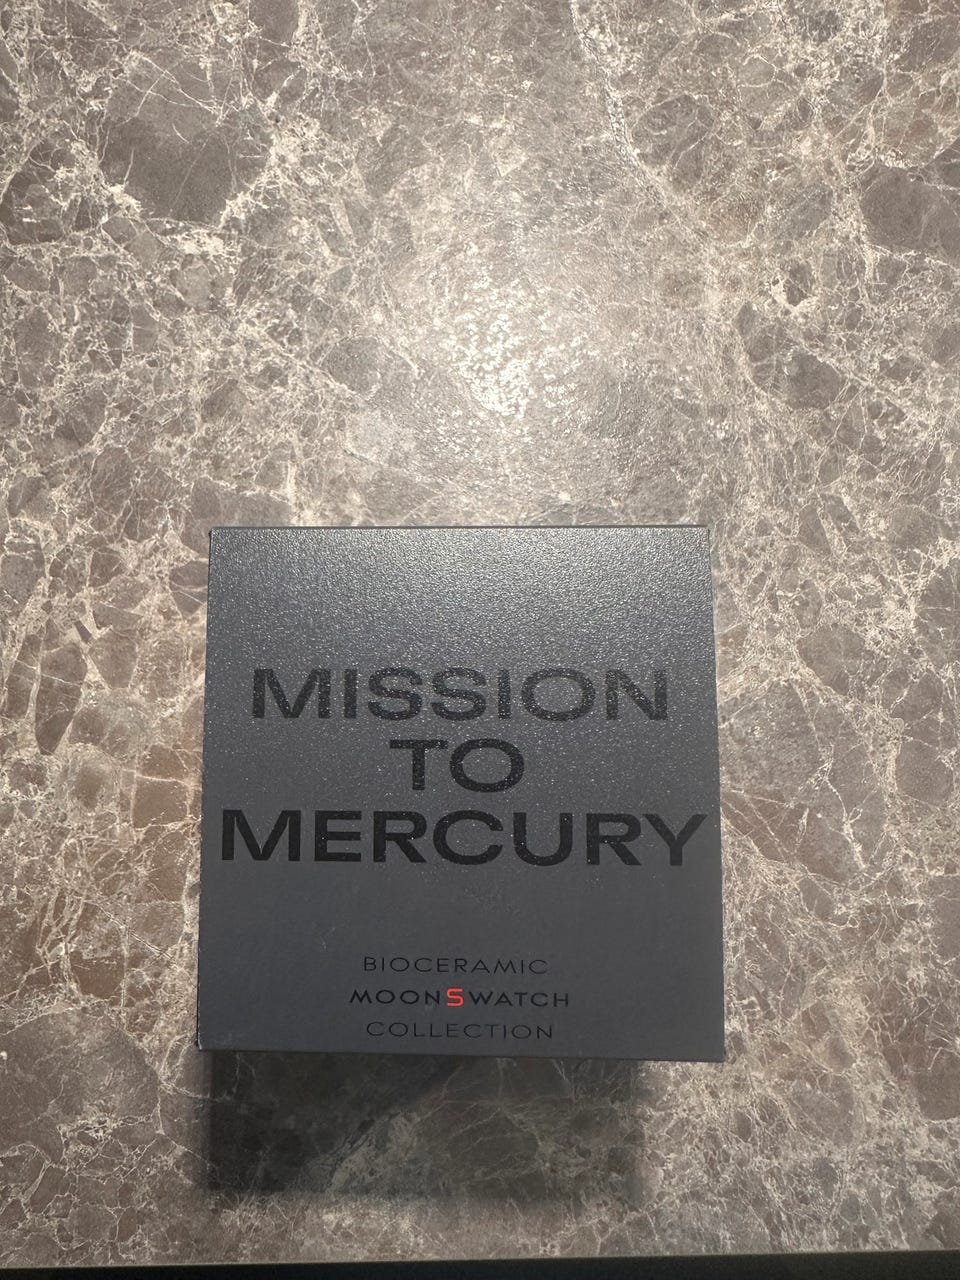 MISSION
TO
MERCURY
BIOCERAMIC
MOONSWATCH
COLLECTION